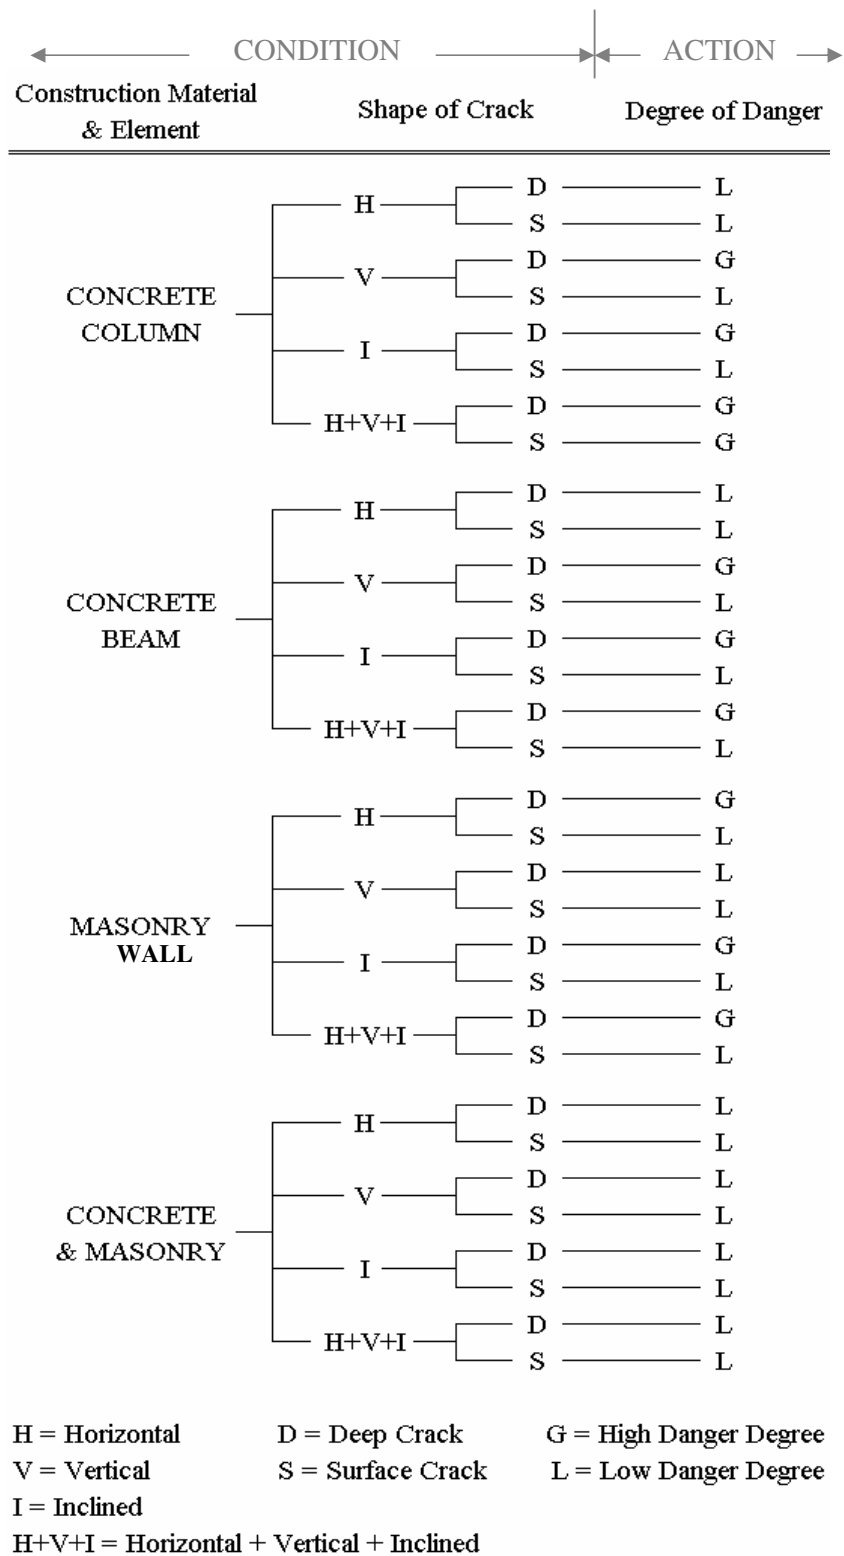 CONDITION ACTION
Construction Material
& Element
Shape of Crack
Degree of Danger
CONCRETE
COLUMN
H
D L
S L
V
D G
S L
I
D G
S L
H+V+I
D G
S G
CONCRETE
BEAM
H
D L
S L
V
D G
S L
I
D G
S L
H+V+I
D G
S L
MASONRY
WALL
H
D G
S L
V
D L
S L
I
D G
S L
H+V+I
D G
S L
CONCRETE
& MASONRY
H
D L
S L
V
D L
S L
I
D L
S L
H+V+I
D L
S L
H = Horizontal D = Deep Crack G = High Danger Degree
V = Vertical S = Surface Crack L = Low Danger Degree
I = Inclined
H+V+I = Horizontal + Vertical + Inclined